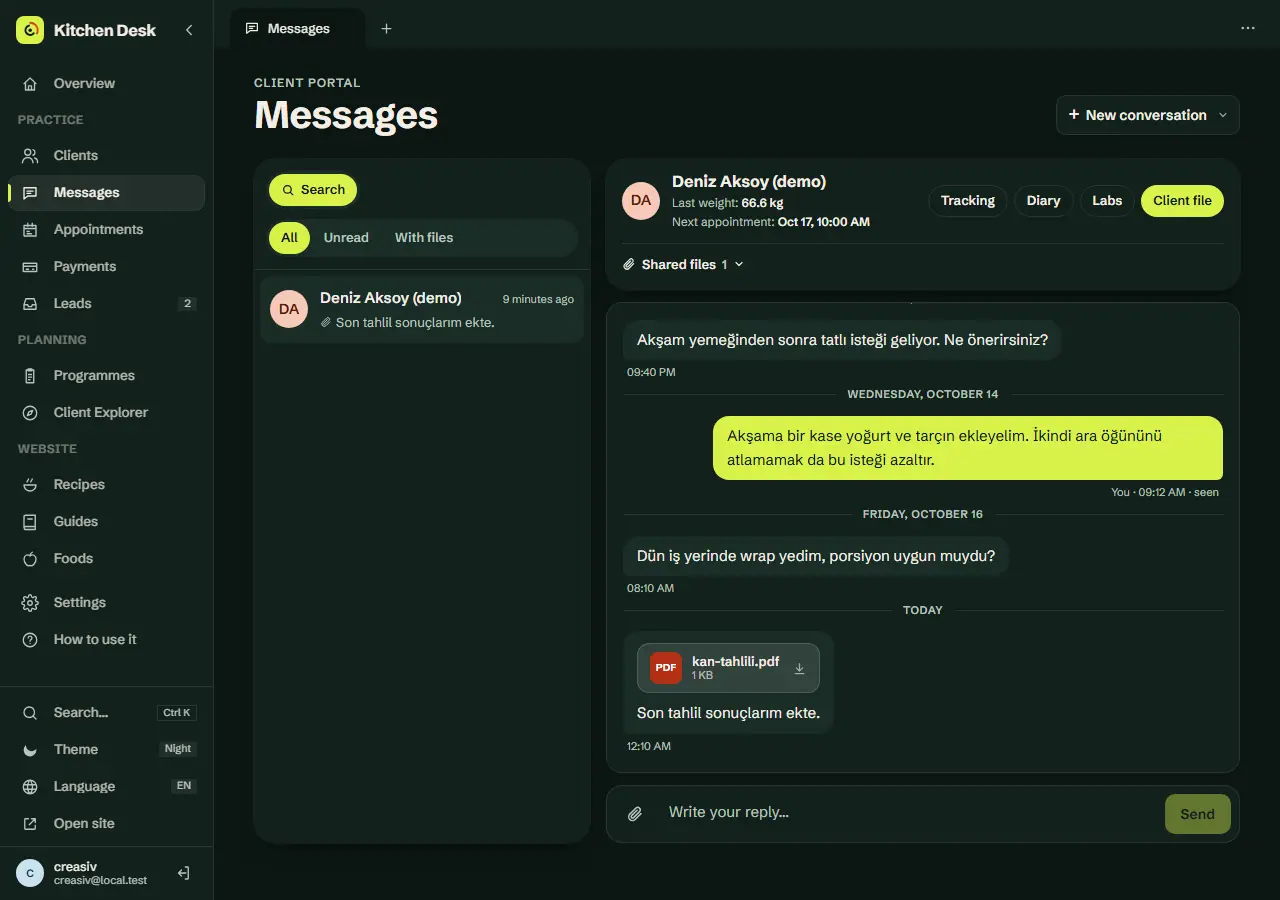 Kitchen Desk
Overview
PRACTICE
Clients
Messages
Appointments
Payments
Leads 2
PLANNING
Programmes
Client Explorer
WEBSITE
Recipes
Guides
Foods
Settings
How to use it
Search... Ctrl K
Theme Night
Language EN
Open site
C
creasiv
creasiv@local.test
Messages
CLIENT PORTAL
Messages
+ New conversation
Search
All Unread With files
DA
Deniz Aksoy (demo) 9 minutes ago
Son tahlil sonuçlarım ekte.
DA
Deniz Aksoy (demo)
Last weight: 66.6 kg
Next appointment: Oct 17, 10:00 AM
Tracking Diary Labs Client file
Shared files 1
Akşam yemeğinden sonra tatlı isteği geliyor. Ne önerirsiniz?
09:40 PM
WEDNESDAY, OCTOBER 14
Akşama bir kase yoğurt ve tarçın ekleyelim. İkindi ara öğününü
atlamamak da bu isteği azaltır.
You · 09:12 AM · seen
FRIDAY, OCTOBER 16
Dün iş yerinde wrap yedim, porsiyon uygun muydu?
08:10 AM
TODAY
PDF
kan-tahlili.pdf
1 KB
Son tahlil sonuçlarım ekte.
12:10 AM
Write your reply...
Send